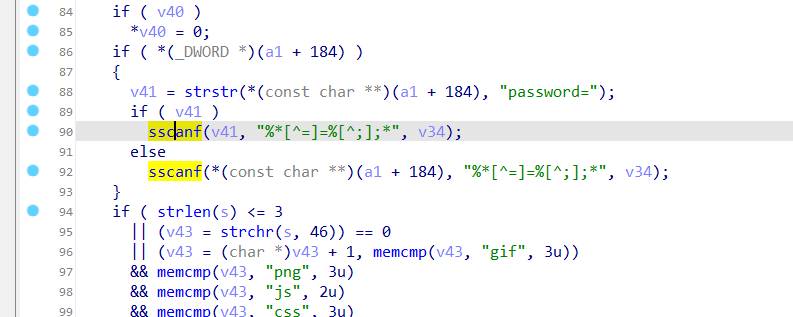 84 if ( v40 )
85 *v40 = 0;
86 if ( *(_DWORD *)(a1 + 184) )
87 {
88 v41 = strstr(*(const char **)(a1 + 184), "password=");
89 if ( v41 )
90 sscanf(v41, "%*[^=]=%[^;];*", v34);
91 else
92 sscanf(*(const char **)(a1 + 184), "%*[^=]=%[^;];*", v34);
93 }
94 if ( strlen(s) <= 3
95 || (v43 = strchr(s, 46)) == 0
96 || (v43 = (char *)v43 + 1, memcmp(v43, "gif", 3u))
97 && memcmp(v43, "png", 3u)
98 && memcmp(v43, "js", 2u)
99 && memcmp(v43, "css", 3u)